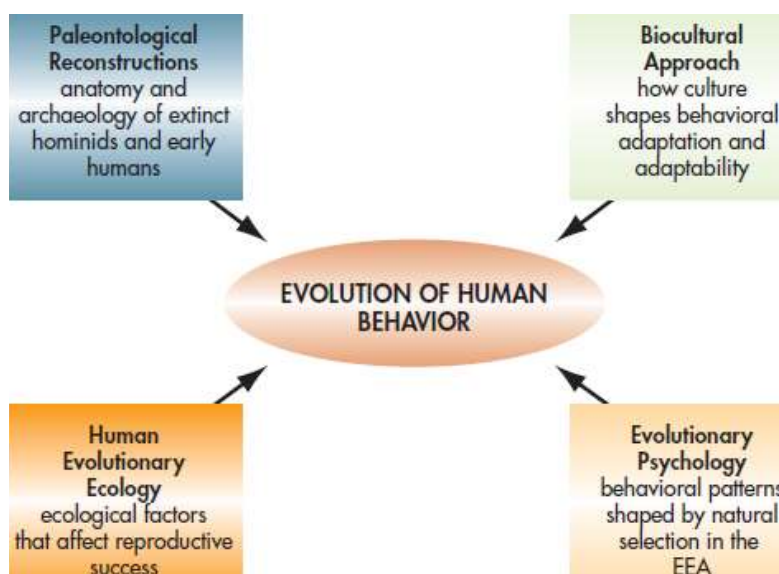 Paleontological
Reconstructions
anatomy and
archaeology of extinct
hominids and early
humans
Biocultural
Approach
how culture
shapes behavioral
adaptation and
adaptability
EVOLUTION OF HUMAN
BEHAVIOR
Human
Evolutionary
Ecology
ecological factors
that affect reproductive
success
Evolutionary
Psychology
behavioral patterns
shaped by natural
selection in the
EEA